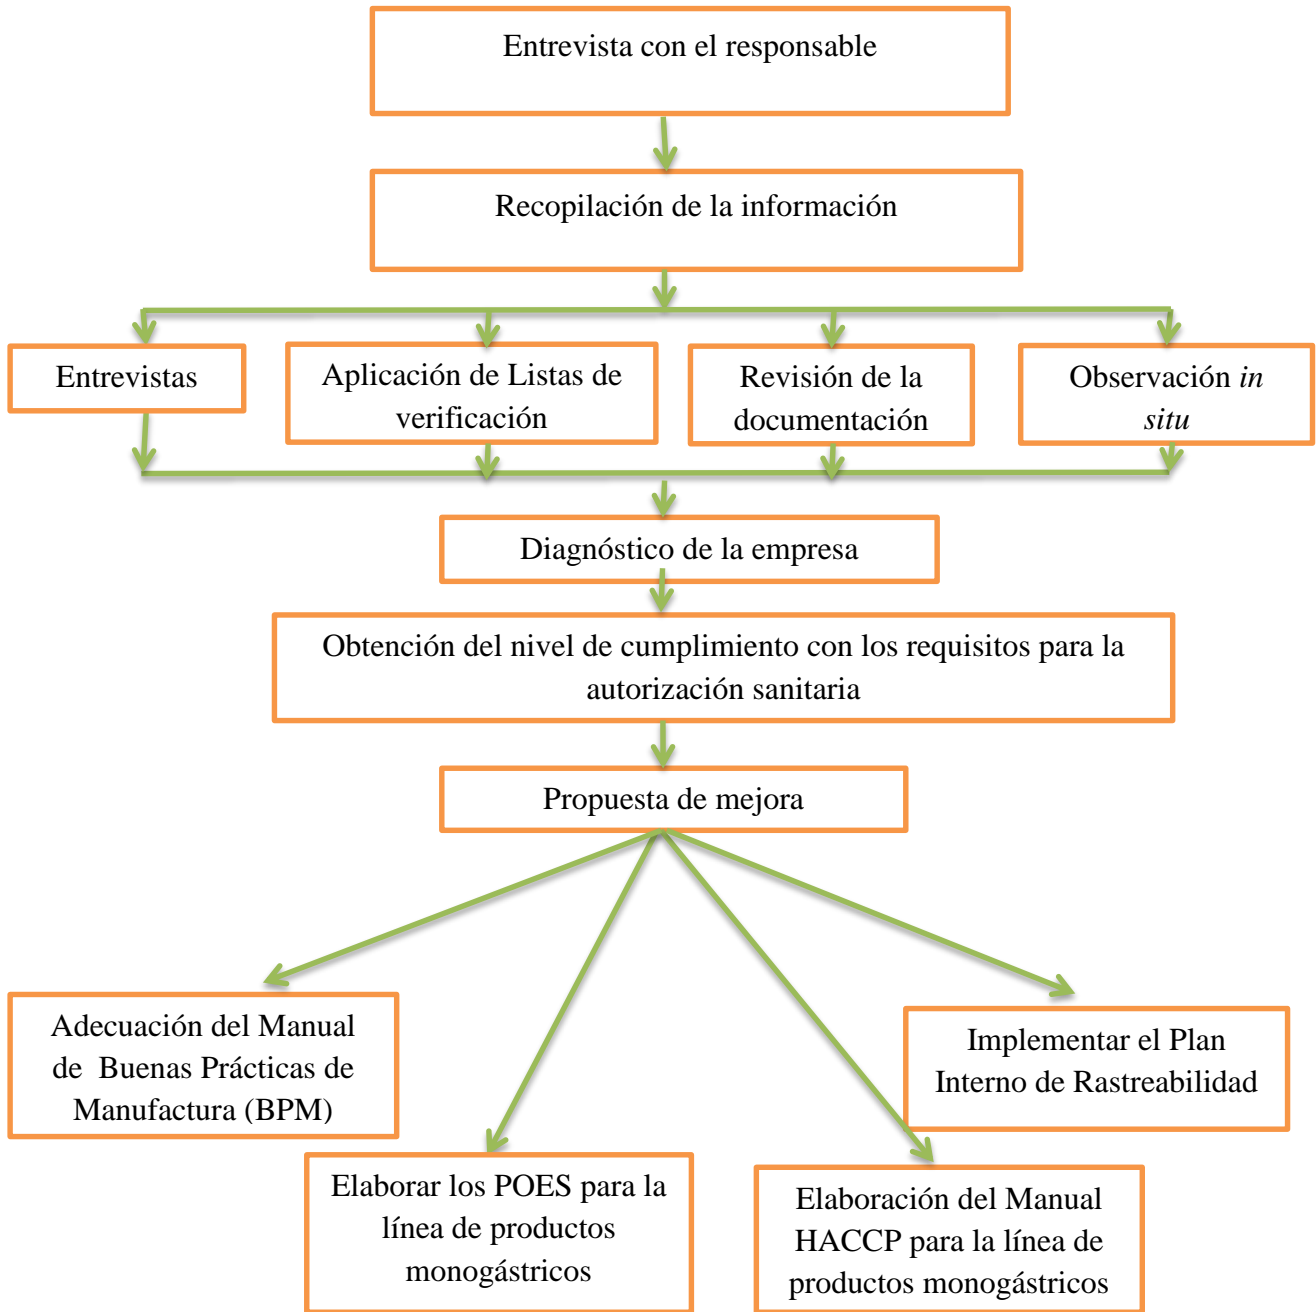 Entrevista con el responsable
Recopilación de la información
Entrevistas
Aplicación de Listas de
verificación
Revisión de la
documentación
Observación in
situ
Diagnóstico de la empresa
Obtención del nivel de cumplimiento con los requisitos para la
autorización sanitaria
Propuesta de mejora
Adecuación del Manual
de Buenas Prácticas de
Manufactura (BPM)
Elaborar los POES para la
línea de productos
monogástricos
Elaboración del Manual
HACCP para la línea de
productos monogástricos
Implementar el Plan
Interno de Rastreabilidad